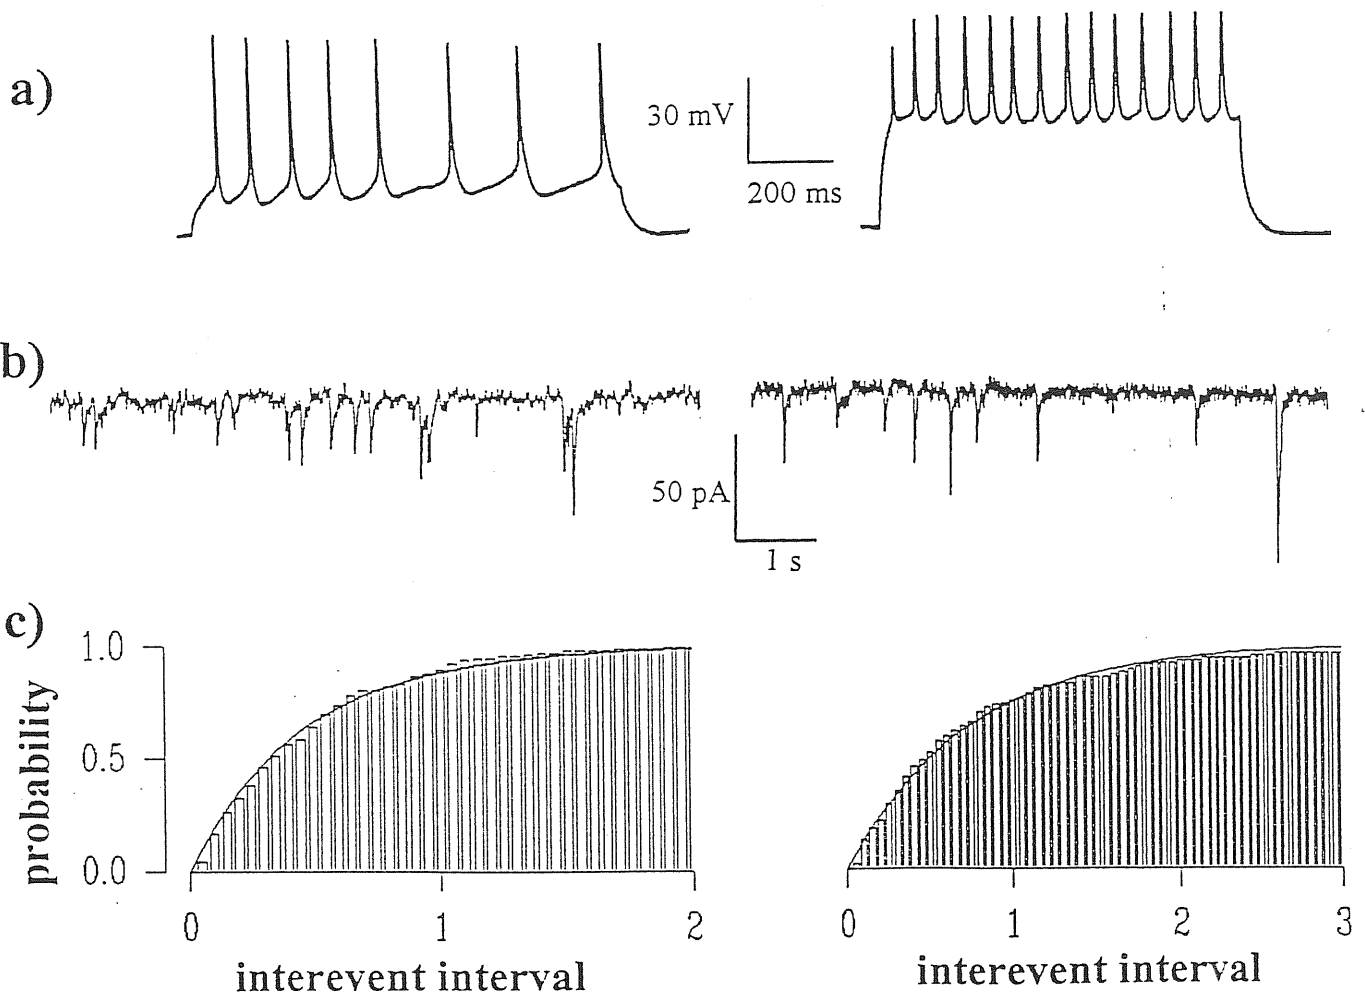 a)
30 mV
200 ms
b)
50 pA
1 s
c)
probability
1.0
0.5
0.0
0 1 2
interevent interval
0 1 2 3
interevent interval